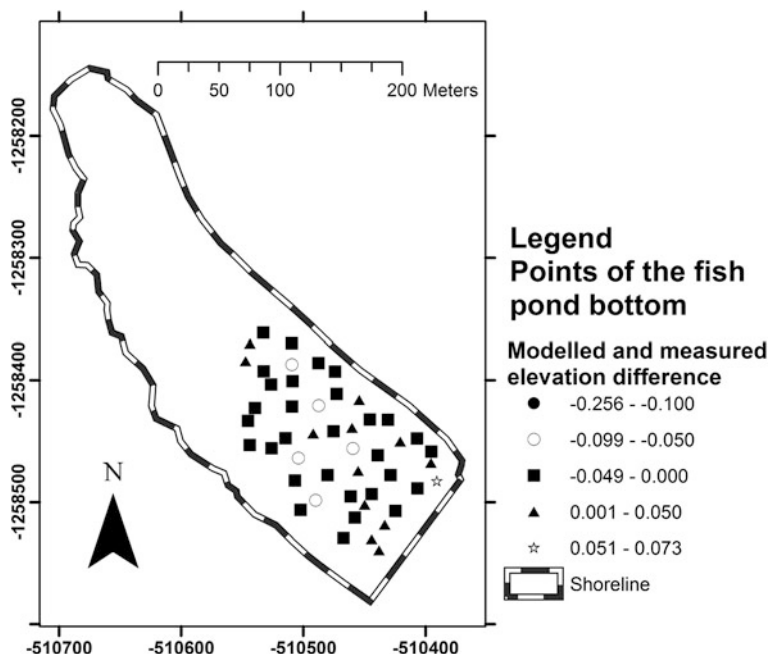 0 50 100 200 Meters
-1258200
-1258300
-1258400
-1258500
N
-510700 -510600 -510500 -510400
Legend
Points of the fish
pond bottom
Modelled and measured
elevation difference
-0.256 - -0.100
-0.099 - -0.050
-0.049 - 0.000
0.001 - 0.050
0.051 - 0.073
Shoreline